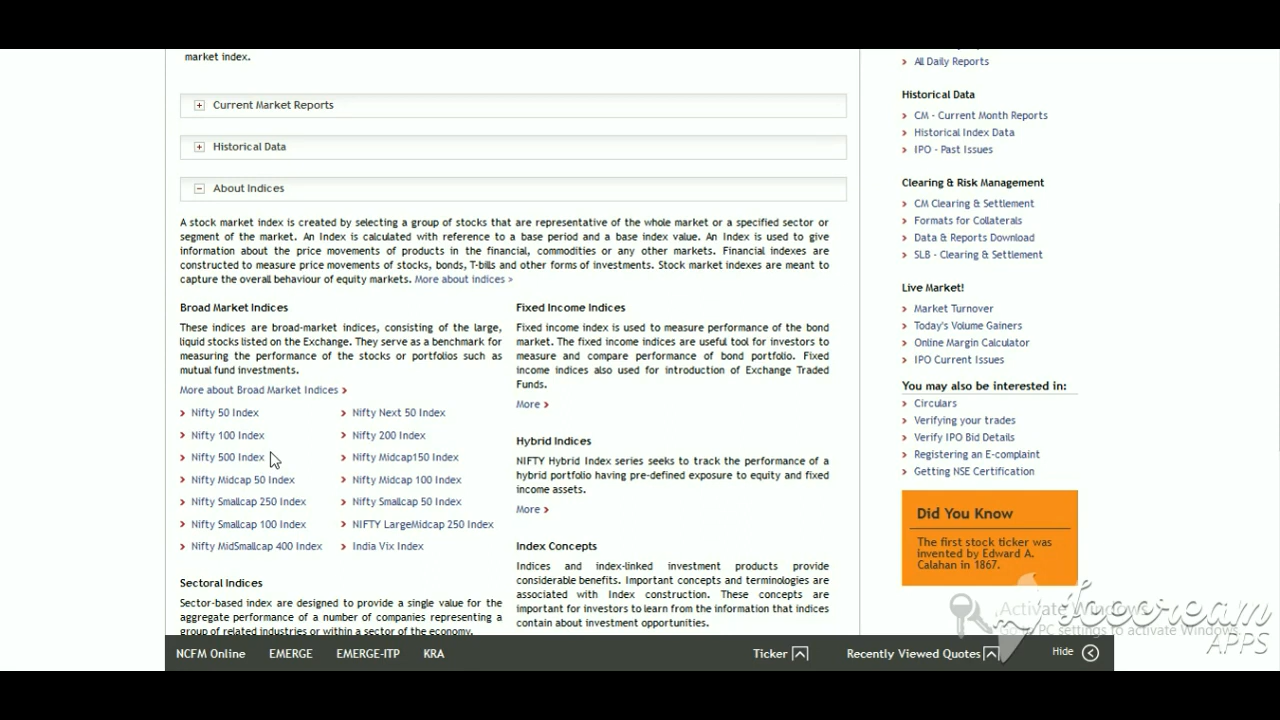 market index.
Current Market Reports
Historical Data
About Indices
A stock market index is created by selecting a group of stocks that are representative of the whole market or a specified sector or
segment of the market. An Index is calculated with reference to a base period and a base index value. An Index is used to give
information about the price movements of products in the financial, commodities or any other markets. Financial indexes are
constructed to measure price movements of stocks, bonds, T-bills and other forms of investments. Stock market indexes are meant to
capture the overall behaviour of equity markets. More about indices >
Broad Market Indices
These indices are broad-market indices, consisting of the large,
liquid stocks listed on the Exchange. They serve as a benchmark for
measuring the performance of the stocks or portfolios such as
mutual fund investments.
More about Broad Market Indices
Nifty 50 Index
Nifty Next 50 Index
Nifty 100 Index
Nifty 200 Index
Nifty 500 Index
Nifty Midcap150 Index
Nifty Midcap 50 Index
Nifty Midcap 100 Index
Nifty Smallcap 250 Index
Nifty Smallcap 50 Index
Nifty Smallcap 100 Index
NIFTY LargeMidcap 250 Index
Nifty MidSmallcap 400 Index
India Vix Index
Sectoral Indices
Sector-based index are designed to provide a single value for the
aggregate performance of a number of companies representing a
group of related industries or within a sector of the economy.
Fixed Income Indices
Fixed income index is used to measure performance of the bond
market. The fixed income indices are useful tool for investors to
measure and compare performance of bond portfolio. Fixed
income indices also used for introduction of Exchange Traded
Funds.
More
Hybrid Indices
NIFTY Hybrid Index series seeks to track the performance of a
hybrid portfolio having pre-defined exposure to equity and fixed
income assets.
More
Index Concepts
Indices and index-linked investment products provide
considerable benefits. Important concepts and terminologies are
associated with Index construction. These concepts are
important for investors to learn from the information that indices
contain about investment opportunities.
All Daily Reports
Historical Data
CM - Current Month Reports
Historical Index Data
IPO - Past Issues
Clearing & Risk Management
CM Clearing & Settlement
Formats for Collaterals
Data & Reports Download
SLB - Clearing & Settlement
Live Market!
Market Turnover
Today's Volume Gainers
Online Margin Calculator
IPO Current Issues
You may also be interested in:
Circulars
Verifying your trades
Verify IPO Bid Details
Registering an E-complaint
Getting NSE Certification
Did You Know
The first stock ticker was
invented by Edward A.
Calahan in 1867.
Activate Windows
Go to PC settings to activate Windows.
Icecream
APPS
NCFM Online EMERGE EMERGE-ITP KRA Ticker Recently Viewed Quotes Hide